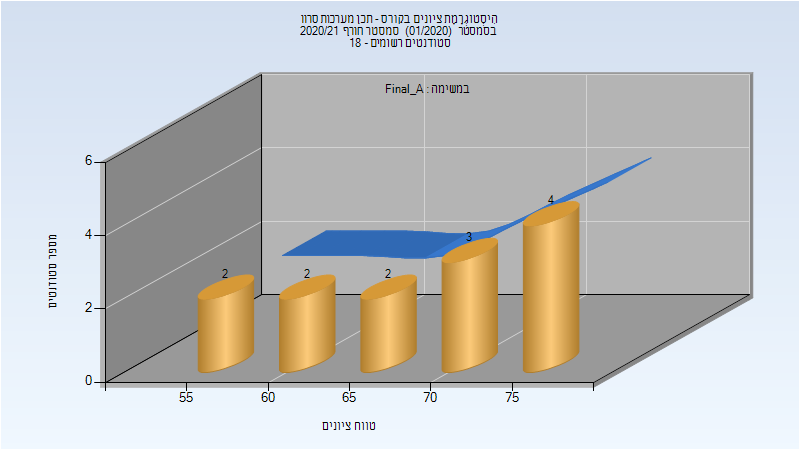 היסטוגרמת ציונים בקורס - תכן מערכות סרוו
בסמסטר (01/2020) סמסטר חורף 2020/21
סטודנטים רשומים - 18
במשימה : Final_A
6
4
2
0
מספר סטודנטים
2
2
2
3
4
55
60
65
70
75
טווח ציונים